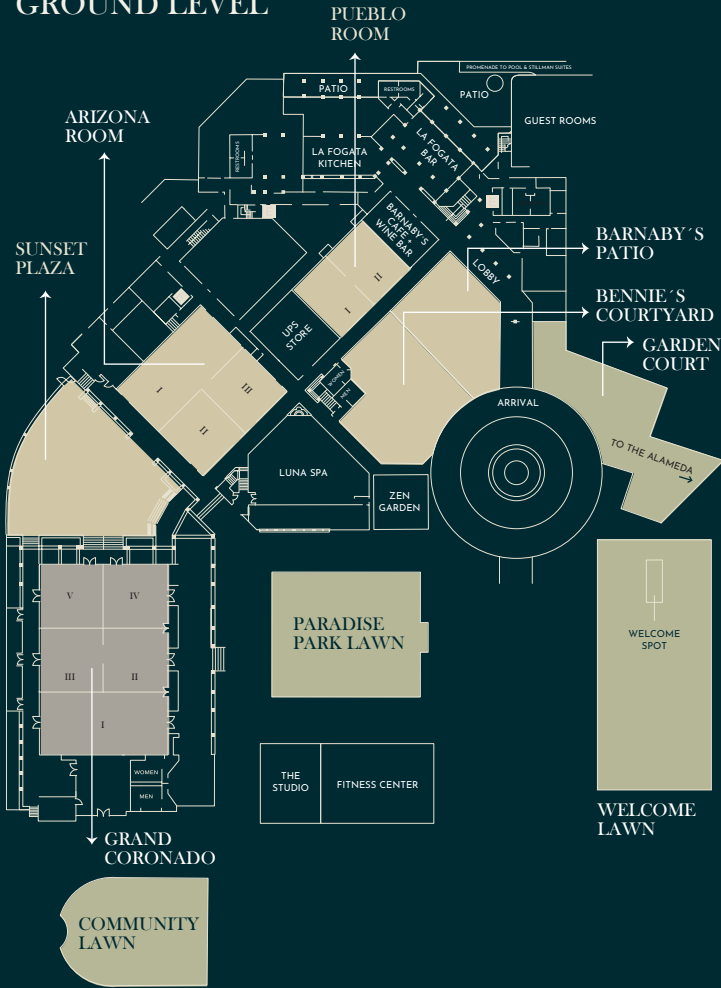 GROUND LEVEL
PUEBLO
ROOM
PROMENADE TO POOL & STILLMAN SUITES
PATIO
RESTROOMS
PATIO
ARIZONA
ROOM
GUEST ROOMS
LA FOGATA
BAR
RESTROOMS
LA FOGATA
KITCHEN
BARNABY'S
CAFE +
WINE BAR
SUNSET
PLAZA
BARNABY´S
PATIO
LOBBY
II
I
BENNIE´S
COURTYARD
UPS
STORE
GARDEN
COURT
WOMEN
MEN
I
III
II
ARRIVAL
TO THE ALAMEDA
→
LUNA SPA
ZEN
GARDEN
V
IV
PARADISE
PARK LAWN
WELCOME
SPOT
III
II
I
WOMEN
MEN
THE
STUDIO
FITNESS CENTER
WELCOME
LAWN
GRAND
CORONADO
COMMUNITY
LAWN